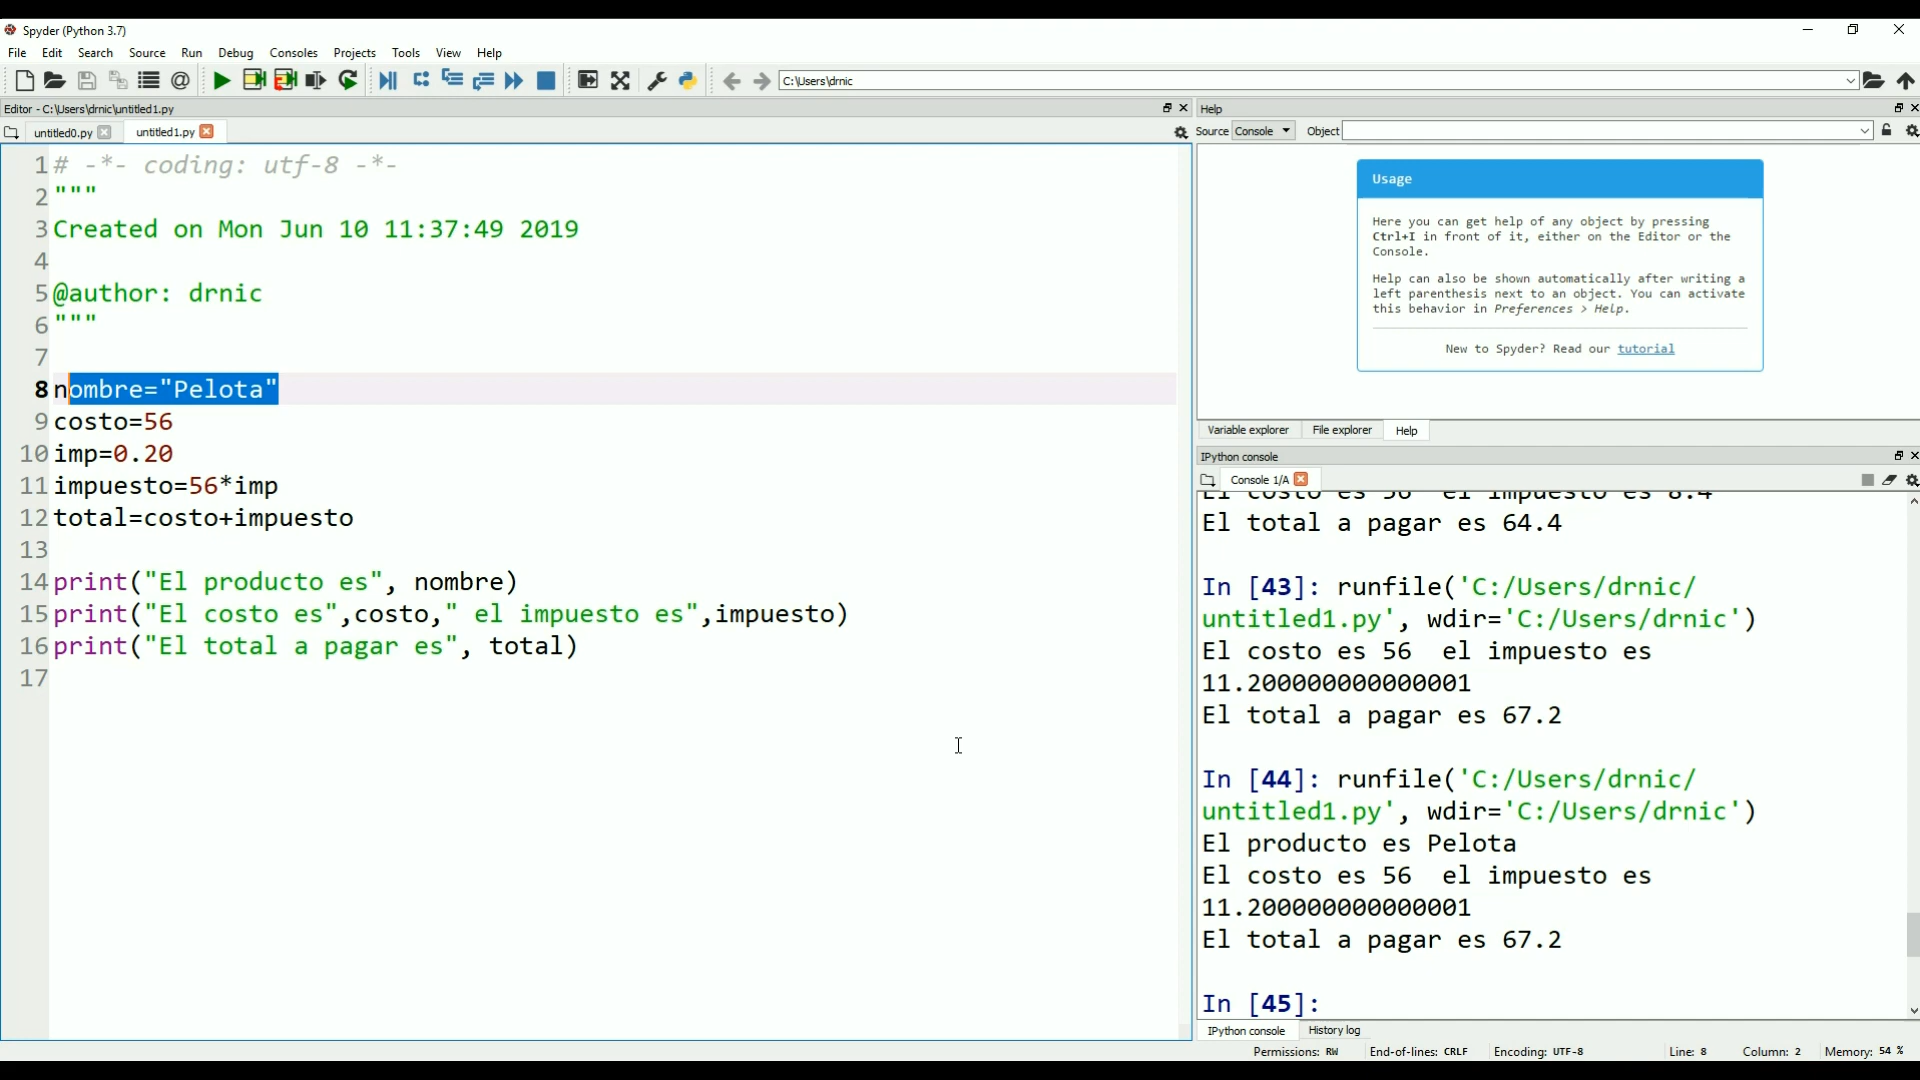 Spyder (Python 3.7)
File Edit Search Source Run Debug Consoles Projects Tools View Help
C:\Users\drnic
Editor - C:\Users\drnic\untitled1.py
untitled0.py untitled1.py
1 # -*- coding: utf-8 -*-
2 """
3 Created on Mon Jun 10 11:37:49 2019
4
5 @author: drnic
6 """
7
8 nombre="Pelota"
9 costo=56
10 imp=0.20
11 impuesto=56*imp
12 total=costo+impuesto
13
14 print("El producto es", nombre)
15 print("El costo es",costo," el impuesto es",impuesto)
16 print("El total a pagar es", total)
17
Help
Source Console Object
Usage
Here you can get help of any object by pressing
Ctrl+I in front of it, either on the Editor or the
Console.
Help can also be shown automatically after writing a
left parenthesis next to an object. You can activate
this behavior in Preferences > Help.
New to Spyder? Read our tutorial
Variable explorer File explorer Help
IPython console
Console 1/A
El costo es 56 el impuesto es 8.4
El total a pagar es 64.4
In [43]: runfile('C:/Users/drnic/
untitled1.py', wdir='C:/Users/drnic')
El costo es 56  el impuesto es
11.200000000000001
El total a pagar es 67.2
In [44]: runfile('C:/Users/drnic/
untitled1.py', wdir='C:/Users/drnic')
El producto es Pelota
El costo es 56  el impuesto es
11.200000000000001
El total a pagar es 67.2
In [45]:
IPython console History log
Permissions: RW End-of-lines: CRLF Encoding: UTF-8 Line: 8 Column: 2 Memory: 54 %